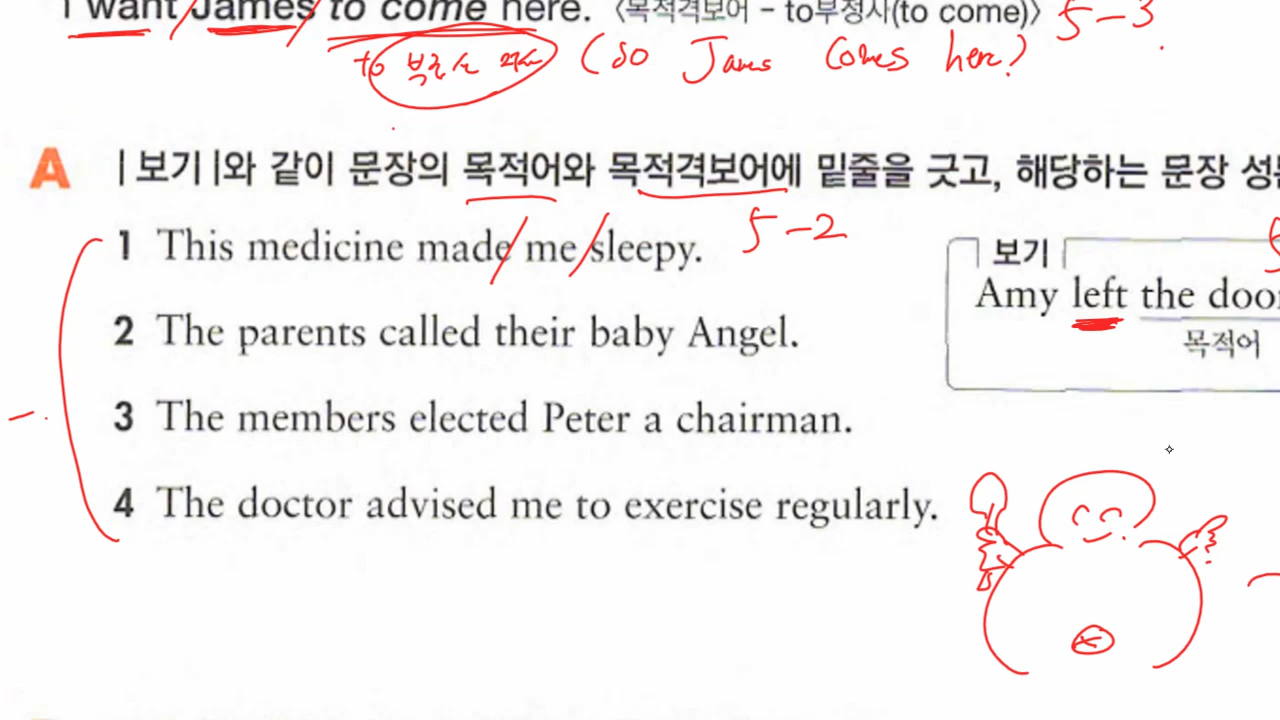 I want James to come here. 〈목적격보어 – to부정사(to come)〉 5-3
to (so James comes here?)
A |보기|와 같이 문장의 목적어와 목적격보어에 밑줄을 긋고, 해당하는 문장
1 This medicine made me sleepy. 5-2
2 The parents called their baby Angel.
3 The members elected Peter a chairman.
4 The doctor advised me to exercise regularly.
보기
Amy left the door
목적어